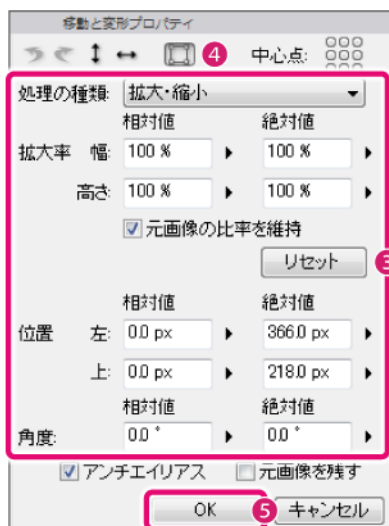 移動と変形プロパティ
4 中心点:
処理の種類: 拡大・縮小
相対値 絶対値
拡大率 幅: 100 % 100 %
高さ: 100 % 100 %
元画像の比率を維持
リセット 3
相対値 絶対値
位置 左: 0.0 px 366.0 px
上: 0.0 px 218.0 px
相対値 絶対値
角度: 0.0 ° 0.0 °
アンチエイリアス 元画像を残す
OK 5 キャンセル